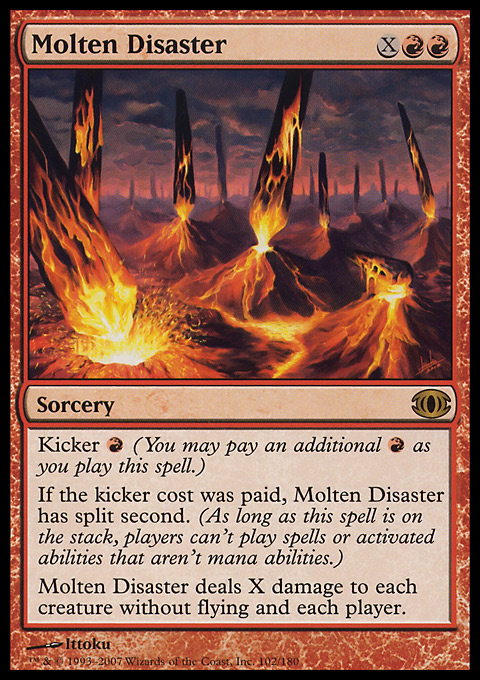 Molten Disaster X
Sorcery
Kicker (You may pay an additional as
you play this spell.)
If the kicker cost was paid, Molten Disaster
has split second. (As long as this spell is on
the stack, players can't play spells or activated
abilities that aren't mana abilities.)
Molten Disaster deals X damage to each
creature without flying and each player.
Ittoku
™ & © 1993–2007 Wizards of the Coast, Inc. 102/180